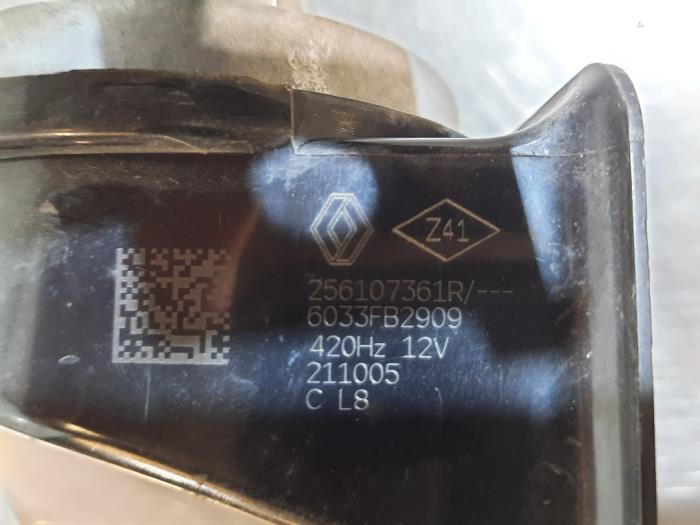 Z41
256107361R/---
6033FB2909
420Hz 12V
211005
C L8